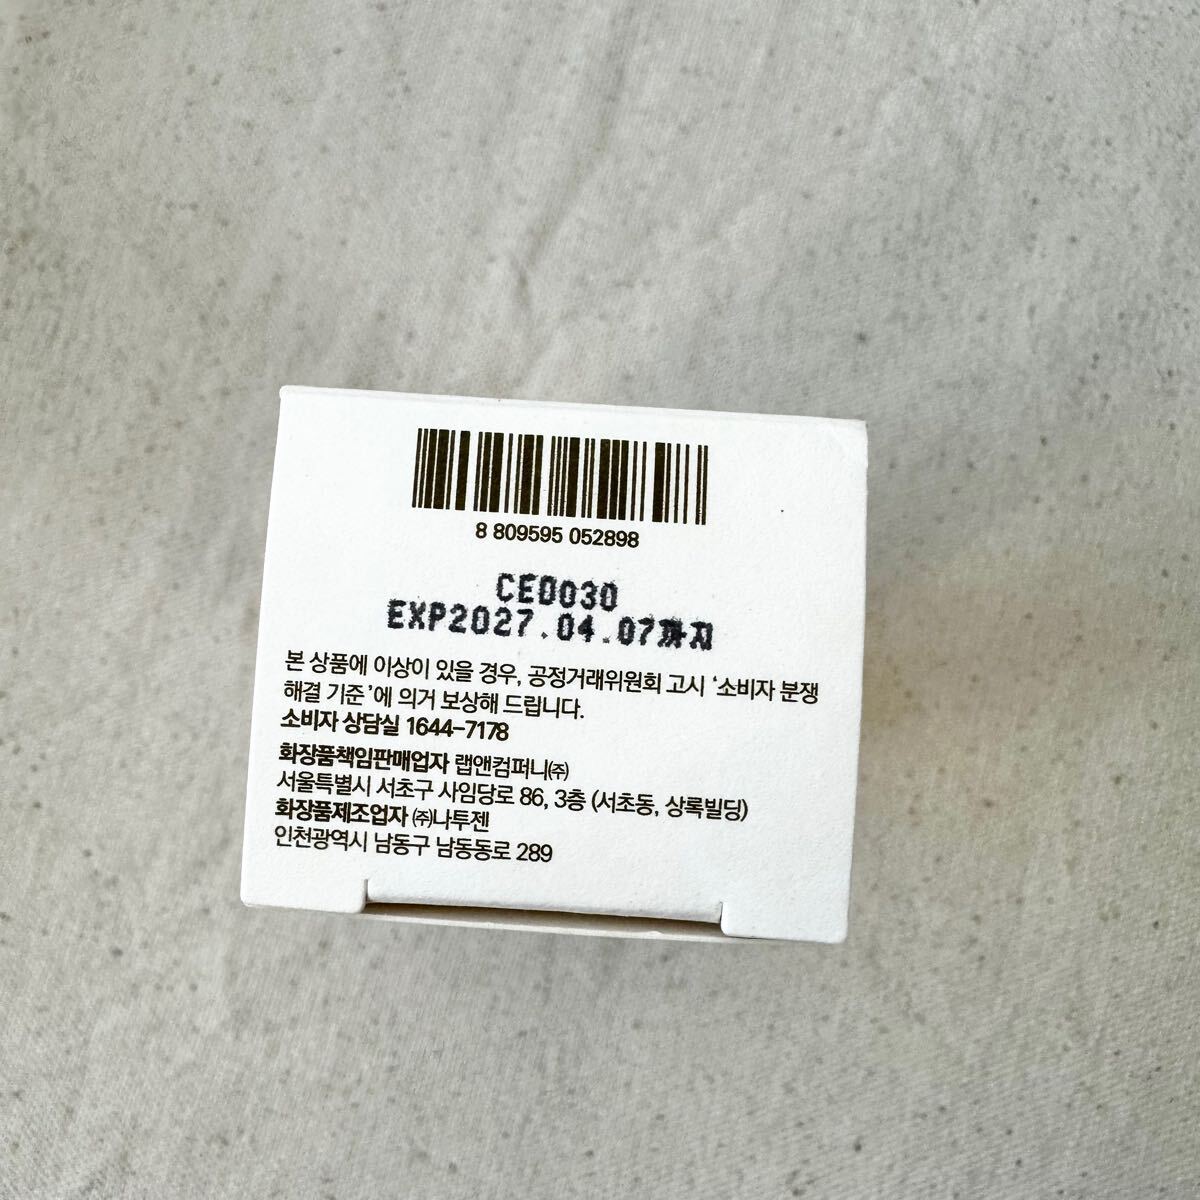 8 809595 052898
CED030
EXP2027.04.07까지
본 상품에 이상이 있을 경우, 공정거래위원회 고시 ‘소비자 분쟁
해결 기준’에 의거 보상해 드립니다.
소비자 상담실 1644-7178
화장품책임판매업자 랩앤컴퍼니㈜
서울특별시 서초구 사임당로 86, 3층 (서초동, 상록빌딩)
화장품제조업자 ㈜나투젠
인천광역시 남동구 남동동로 289